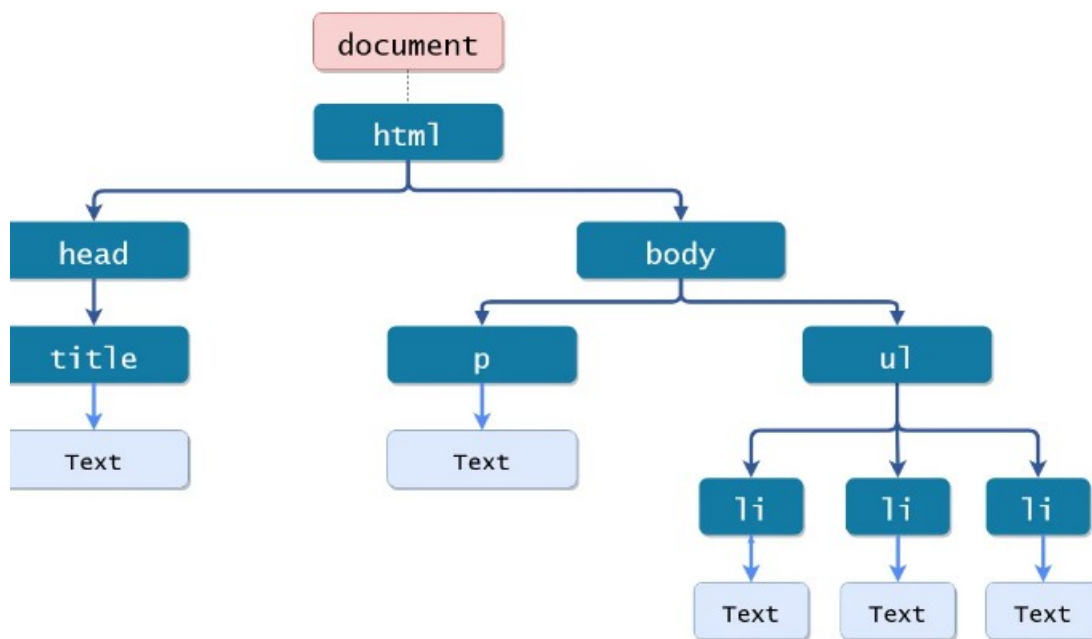 document
html
head
body
title
p
ul
Text
Text
li
li
li
Text
Text
Text